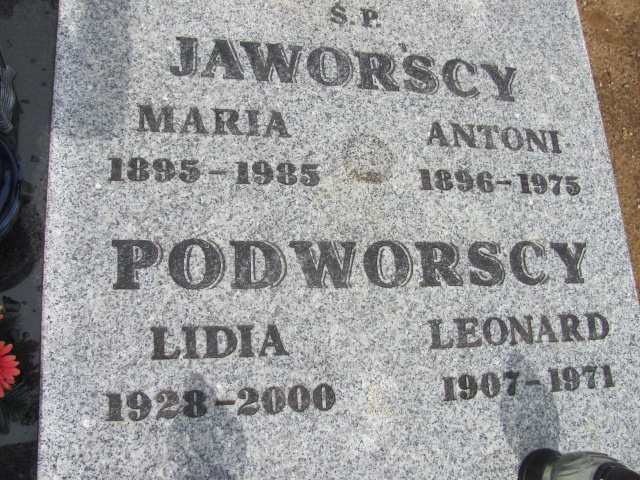 Ś.P.
JAWORSCY
MARIA ANTONI
1895-1985 1896-1975
PODWORSCY
LIDIA LEONARD
1928-2000 1907-1971